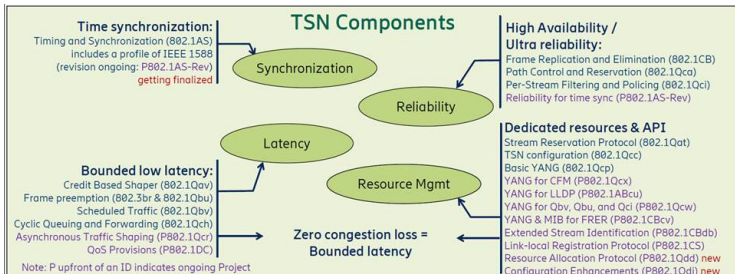 TSN Components
Time synchronization:
Timing and Synchronization (802.1AS)
includes a profile of IEEE 1588
(revision ongoing: P802.1AS-Rev)
getting finalized
Synchronization
High Availability /
Ultra reliability:
Frame Replication and Elimination (802.1CB)
Path Control and Reservation (802.1Qca)
Per-Stream Filtering and Policing (802.1Qci)
Reliability for time sync (P802.1AS-Rev)
Reliability
Latency
Bounded low latency:
Credit Based Shaper (802.1Qav)
Frame preemption (802.3br & 802.1Qbu)
Scheduled Traffic (802.1Qbv)
Cyclic Queuing and Forwarding (802.1Qch)
Asynchronous Traffic Shaping (P802.1Qcr)
QoS Provisions (P802.1DC)
Resource Mgmt
Dedicated resources & API
Stream Reservation Protocol (802.1Qat)
TSN configuration (802.1Qcc)
Basic YANG (802.1Qcp)
YANG for CFM (P802.1Qcx)
YANG for LLDP (P802.1ABcu)
YANG for Qbv, Qbu, and Qci (P802.1Qcw)
YANG & MIB for FRER (P802.1CBcv)
Extended Stream Identification (P802.1CBdb)
Link-local Registration Protocol (P802.1CS)
Resource Allocation Protocol (P802.1Qdd) new
Configuration Enhancements (P802.1Qdj) new
Zero congestion loss =
Bounded latency
Note: P upfront of an ID indicates ongoing Project